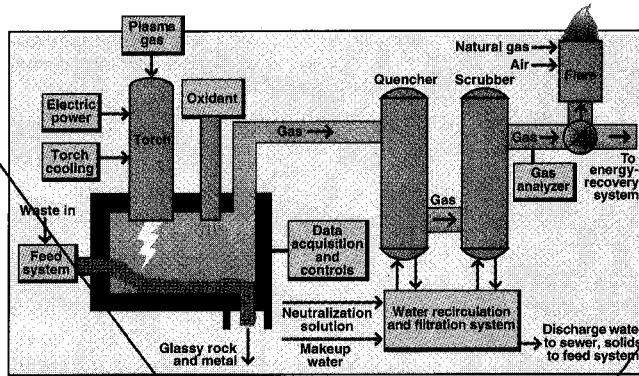 Plasma
gas
Natural gas
Air
Flare
Quencher
Scrubber
Electric
power
Oxidant
Torch
Torch
cooling
Gas
Gas
Gas
Gas
analyzer
To
energy-
recovery
system
Waste in
Feed
system
Data
acquisition
and
controls
Neutralization
solution
Makeup
water
Water recirculation
and filtration system
Glassy rock
and metal
Discharge water
to sewer, solids
to feed system